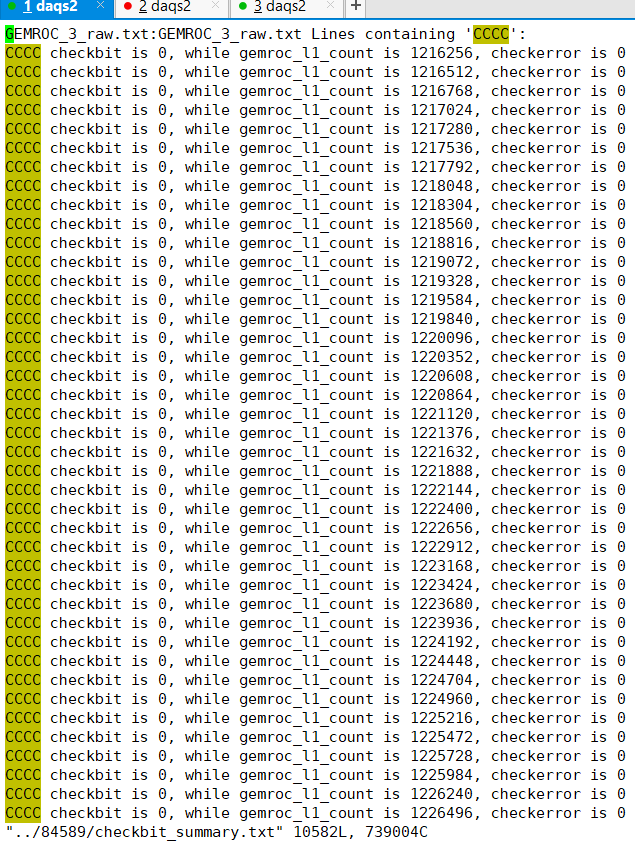 1 daqs2 × 2 daqs2 × 3 daqs2 × +
GEMROC_3_raw.txt:GEMROC_3_raw.txt Lines containing 'CCCC':
CCCC checkbit is 0, while gemroc_l1_count is 1216256, checkerror is 0
CCCC checkbit is 0, while gemroc_l1_count is 1216512, checkerror is 0
CCCC checkbit is 0, while gemroc_l1_count is 1216768, checkerror is 0
CCCC checkbit is 0, while gemroc_l1_count is 1217024, checkerror is 0
CCCC checkbit is 0, while gemroc_l1_count is 1217280, checkerror is 0
CCCC checkbit is 0, while gemroc_l1_count is 1217536, checkerror is 0
CCCC checkbit is 0, while gemroc_l1_count is 1217792, checkerror is 0
CCCC checkbit is 0, while gemroc_l1_count is 1218048, checkerror is 0
CCCC checkbit is 0, while gemroc_l1_count is 1218304, checkerror is 0
CCCC checkbit is 0, while gemroc_l1_count is 1218560, checkerror is 0
CCCC checkbit is 0, while gemroc_l1_count is 1218816, checkerror is 0
CCCC checkbit is 0, while gemroc_l1_count is 1219072, checkerror is 0
CCCC checkbit is 0, while gemroc_l1_count is 1219328, checkerror is 0
CCCC checkbit is 0, while gemroc_l1_count is 1219584, checkerror is 0
CCCC checkbit is 0, while gemroc_l1_count is 1219840, checkerror is 0
CCCC checkbit is 0, while gemroc_l1_count is 1220096, checkerror is 0
CCCC checkbit is 0, while gemroc_l1_count is 1220352, checkerror is 0
CCCC checkbit is 0, while gemroc_l1_count is 1220608, checkerror is 0
CCCC checkbit is 0, while gemroc_l1_count is 1220864, checkerror is 0
CCCC checkbit is 0, while gemroc_l1_count is 1221120, checkerror is 0
CCCC checkbit is 0, while gemroc_l1_count is 1221376, checkerror is 0
CCCC checkbit is 0, while gemroc_l1_count is 1221632, checkerror is 0
CCCC checkbit is 0, while gemroc_l1_count is 1221888, checkerror is 0
CCCC checkbit is 0, while gemroc_l1_count is 1222144, checkerror is 0
CCCC checkbit is 0, while gemroc_l1_count is 1222400, checkerror is 0
CCCC checkbit is 0, while gemroc_l1_count is 1222656, checkerror is 0
CCCC checkbit is 0, while gemroc_l1_count is 1222912, checkerror is 0
CCCC checkbit is 0, while gemroc_l1_count is 1223168, checkerror is 0
CCCC checkbit is 0, while gemroc_l1_count is 1223424, checkerror is 0
CCCC checkbit is 0, while gemroc_l1_count is 1223680, checkerror is 0
CCCC checkbit is 0, while gemroc_l1_count is 1223936, checkerror is 0
CCCC checkbit is 0, while gemroc_l1_count is 1224192, checkerror is 0
CCCC checkbit is 0, while gemroc_l1_count is 1224448, checkerror is 0
CCCC checkbit is 0, while gemroc_l1_count is 1224704, checkerror is 0
CCCC checkbit is 0, while gemroc_l1_count is 1224960, checkerror is 0
CCCC checkbit is 0, while gemroc_l1_count is 1225216, checkerror is 0
CCCC checkbit is 0, while gemroc_l1_count is 1225472, checkerror is 0
CCCC checkbit is 0, while gemroc_l1_count is 1225728, checkerror is 0
CCCC checkbit is 0, while gemroc_l1_count is 1225984, checkerror is 0
CCCC checkbit is 0, while gemroc_l1_count is 1226240, checkerror is 0
CCCC checkbit is 0, while gemroc_l1_count is 1226496, checkerror is 0
"../84589/checkbit_summary.txt" 10582L, 739004C